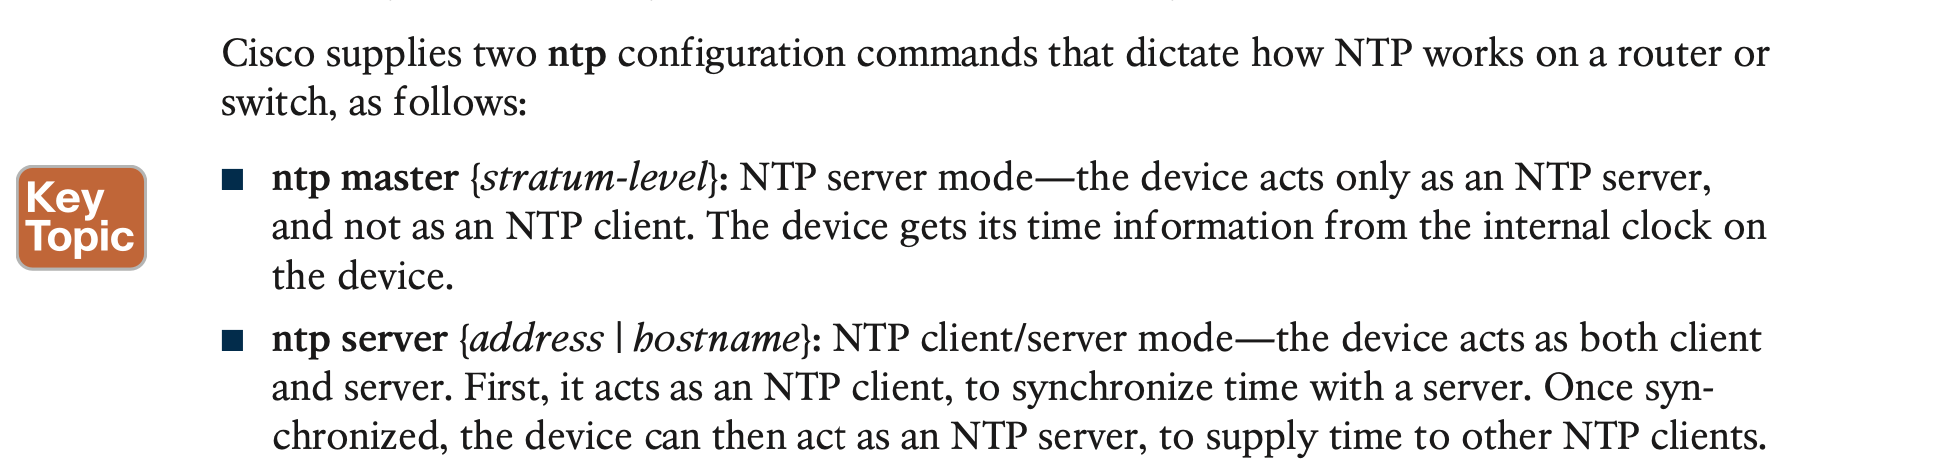 Cisco supplies two ntp configuration commands that dictate how NTP works on a router or
switch, as follows:
Key
Topic
■ ntp master {stratum-level}: NTP server mode—the device acts only as an NTP server,
and not as an NTP client. The device gets its time information from the internal clock on
the device.
■ ntp server {address | hostname}: NTP client/server mode—the device acts as both client
and server. First, it acts as an NTP client, to synchronize time with a server. Once syn-
chronized, the device can then act as an NTP server, to supply time to other NTP clients.